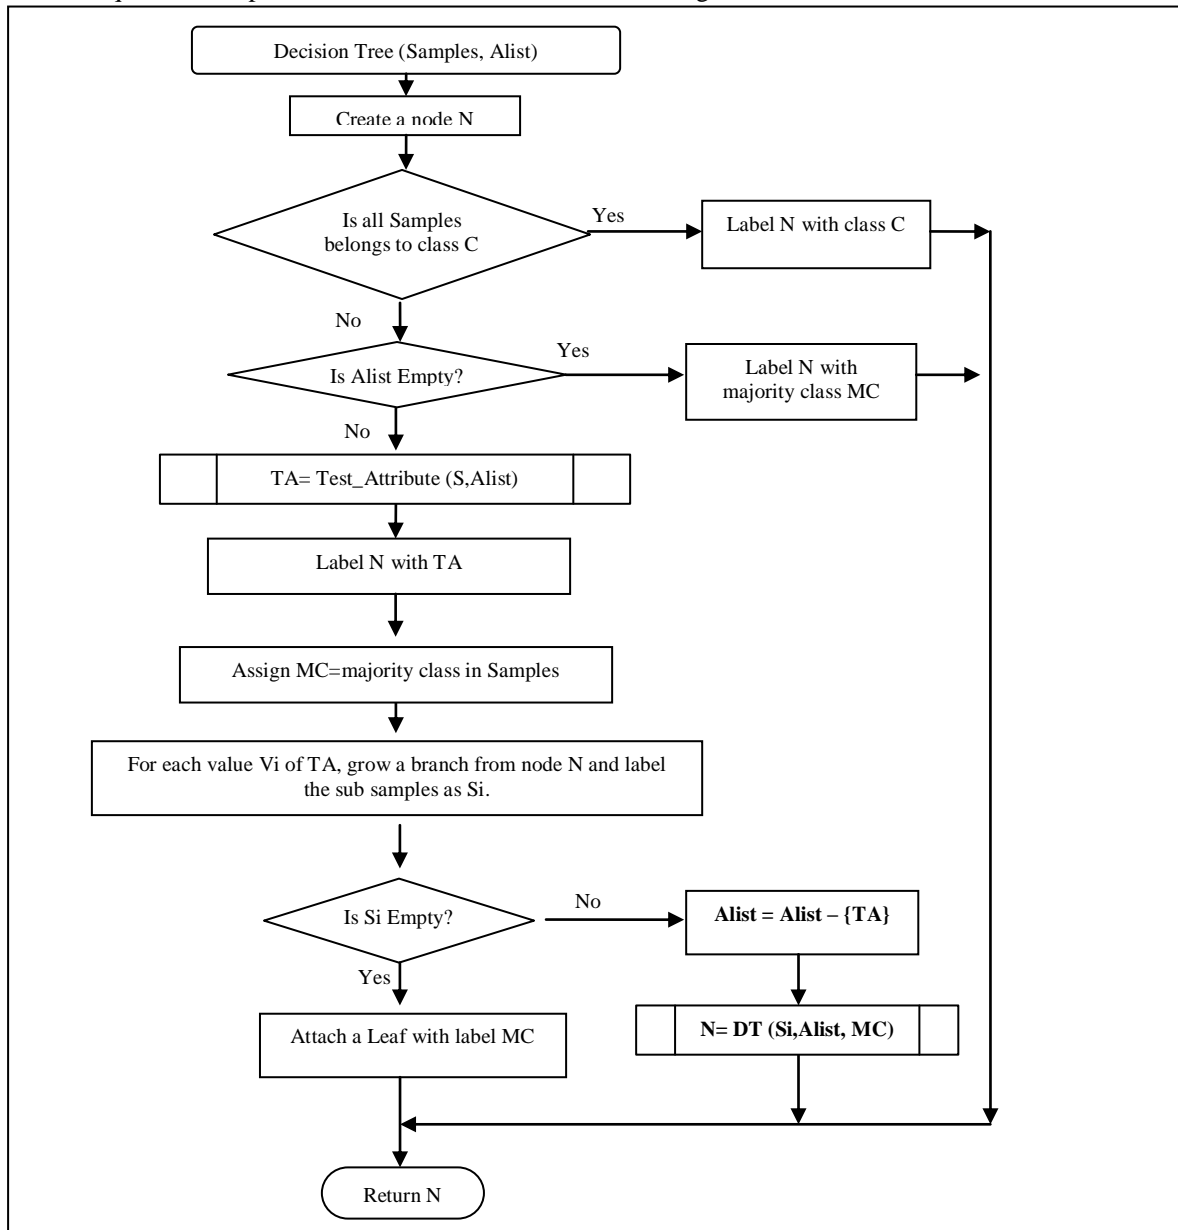 Decision Tree (Samples, Alist)
Create a node N
Is all Samples
belongs to class C
Yes
Label N with class C
No
Is Alist Empty?
Yes
Label N with
majority class MC
No
TA= Test_Attribute (S,Alist)
Label N with TA
Assign MC=majority class in Samples
For each value Vi of TA, grow a branch from node N and label
the sub samples as Si.
Is Si Empty?
No
Alist = Alist – {TA}
Yes
Attach a Leaf with label MC
N= DT (Si,Alist, MC)
Return N